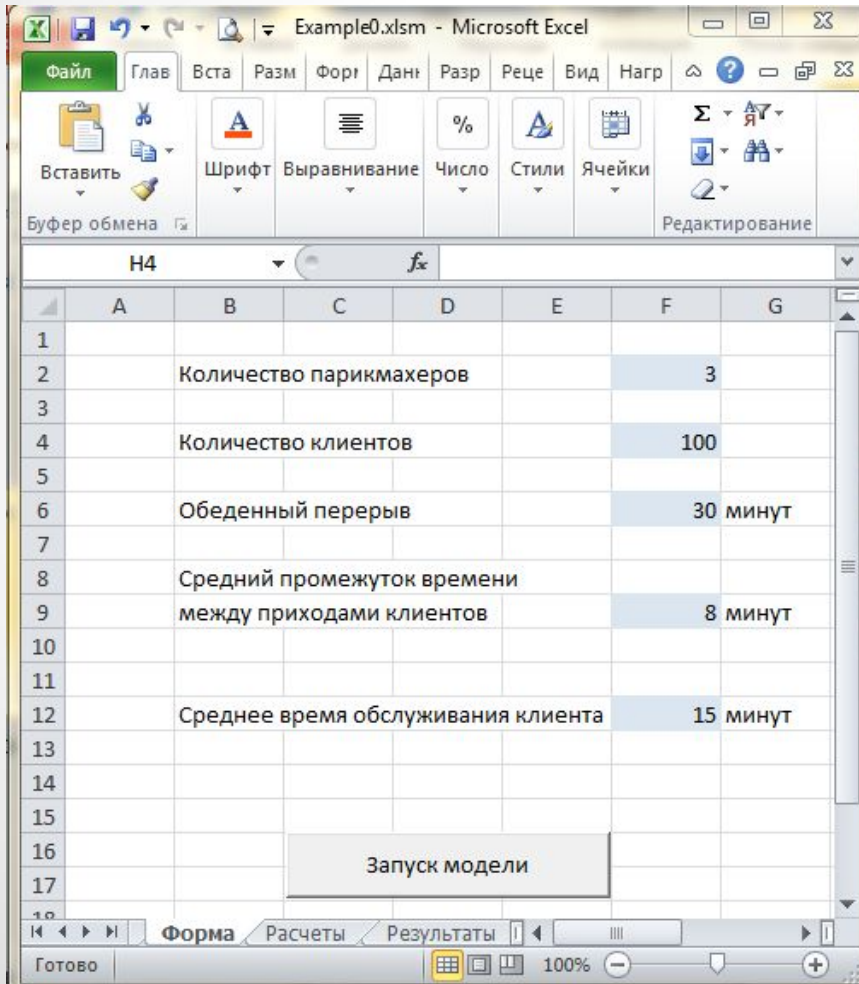 Example0.xlsm - Microsoft Excel
Файл Глав Вста Разм Форм Данн Разр Реце Вид Нагр
Вставить Шрифт Выравнивание Число Стили Ячейки
Буфер обмена Редактирование
H4 fx
A B C D E F G
1
2 Количество парикмахеров 3
3
4 Количество клиентов 100
5
6 Обеденный перерыв 30 минут
7
8 Средний промежуток времени
9 между приходами клиентов 8 минут
10
11
12 Среднее время обслуживания клиента 15 минут
13
14
15
16 Запуск модели
17
18
Форма Расчеты Результаты
Готово 100%